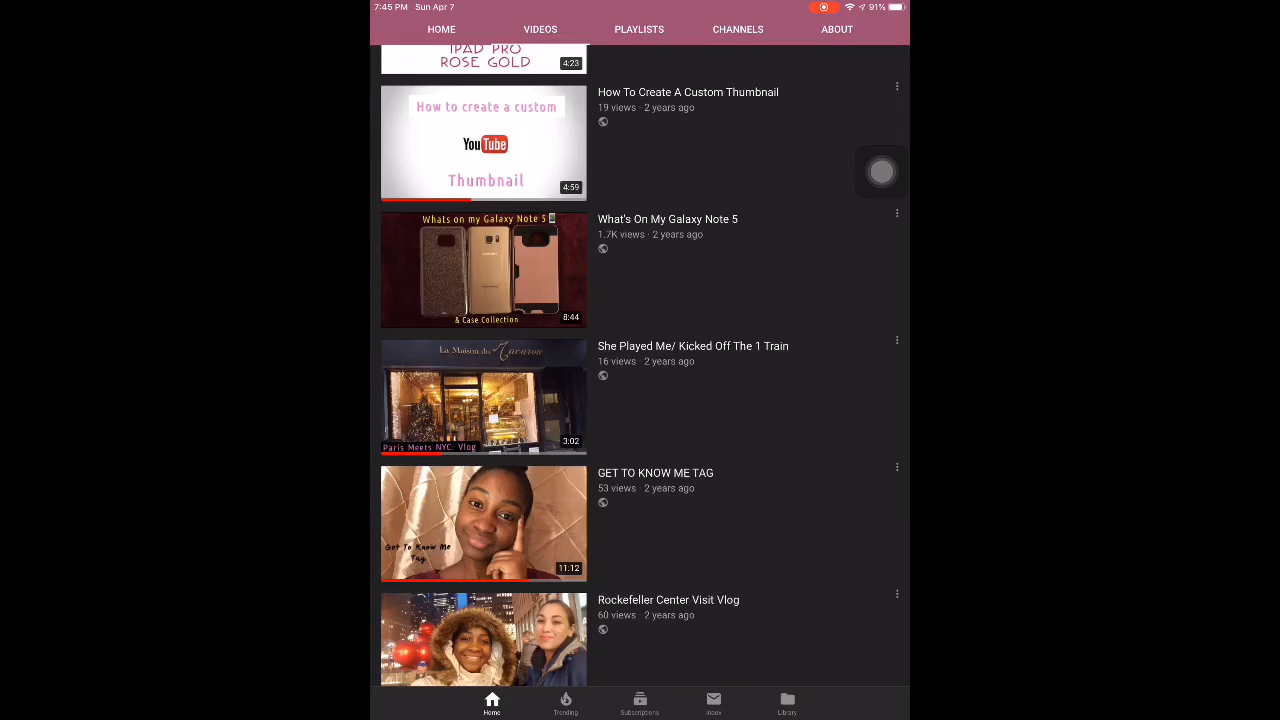 7:45 PM Sun Apr 7
91%
HOME VIDEOS PLAYLISTS CHANNELS ABOUT
IPAD PRO
ROSE GOLD
4:23
How to create a custom
YouTube
Thumbnail
4:59
How To Create A Custom Thumbnail
19 views · 2 years ago
Whats on my Galaxy Note 5
& Case Collection
8:44
What's On My Galaxy Note 5
1.7K views · 2 years ago
La Maison du Macaron
Paris Meets NYC. Vlog
3:02
She Played Me/ Kicked Off The 1 Train
16 views · 2 years ago
Get To Know Me
Tag
11:12
GET TO KNOW ME TAG
53 views · 2 years ago
Rockefeller Center Visit Vlog
60 views · 2 years ago
Home Trending Subscriptions Inbox Library